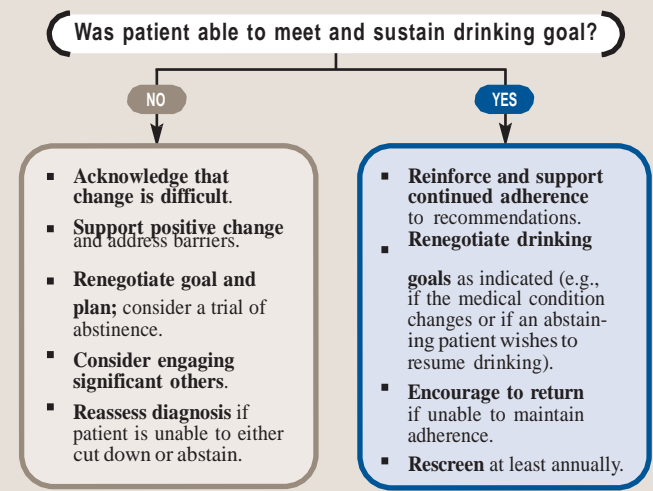 Was patient able to meet and sustain drinking goal?
NO
YES
▪ Acknowledge that
change is difficult.
▪ Support positive change
and address barriers.
▪ Renegotiate goal and
plan; consider a trial of
abstinence.
▪ Consider engaging
significant others.
▪ Reassess diagnosis if
patient is unable to either
cut down or abstain.
▪ Reinforce and support
continued adherence
to recommendations.
▪ Renegotiate drinking
goals as indicated (e.g.,
if the medical condition
changes or if an abstain-
ing patient wishes to
resume drinking).
▪ Encourage to return
if unable to maintain
adherence.
▪ Rescreen at least annually.